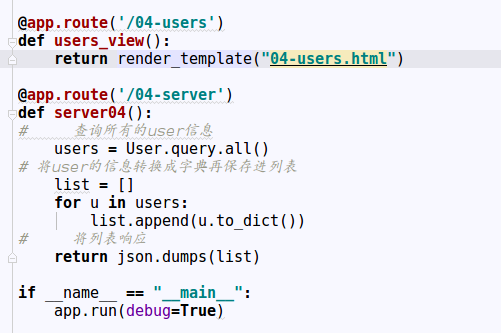 @app.route('/04-users')
def users_view():
    return render_template("04-users.html")
@app.route('/04-server')
def server04():
#     查询所有的user信息
    users = User.query.all()
# 将user的信息转换成字典再保存进列表
    list = []
    for u in users:
        list.append(u.to_dict())
#     将列表响应
    return json.dumps(list)
if __name__ == "__main__":
    app.run(debug=True)